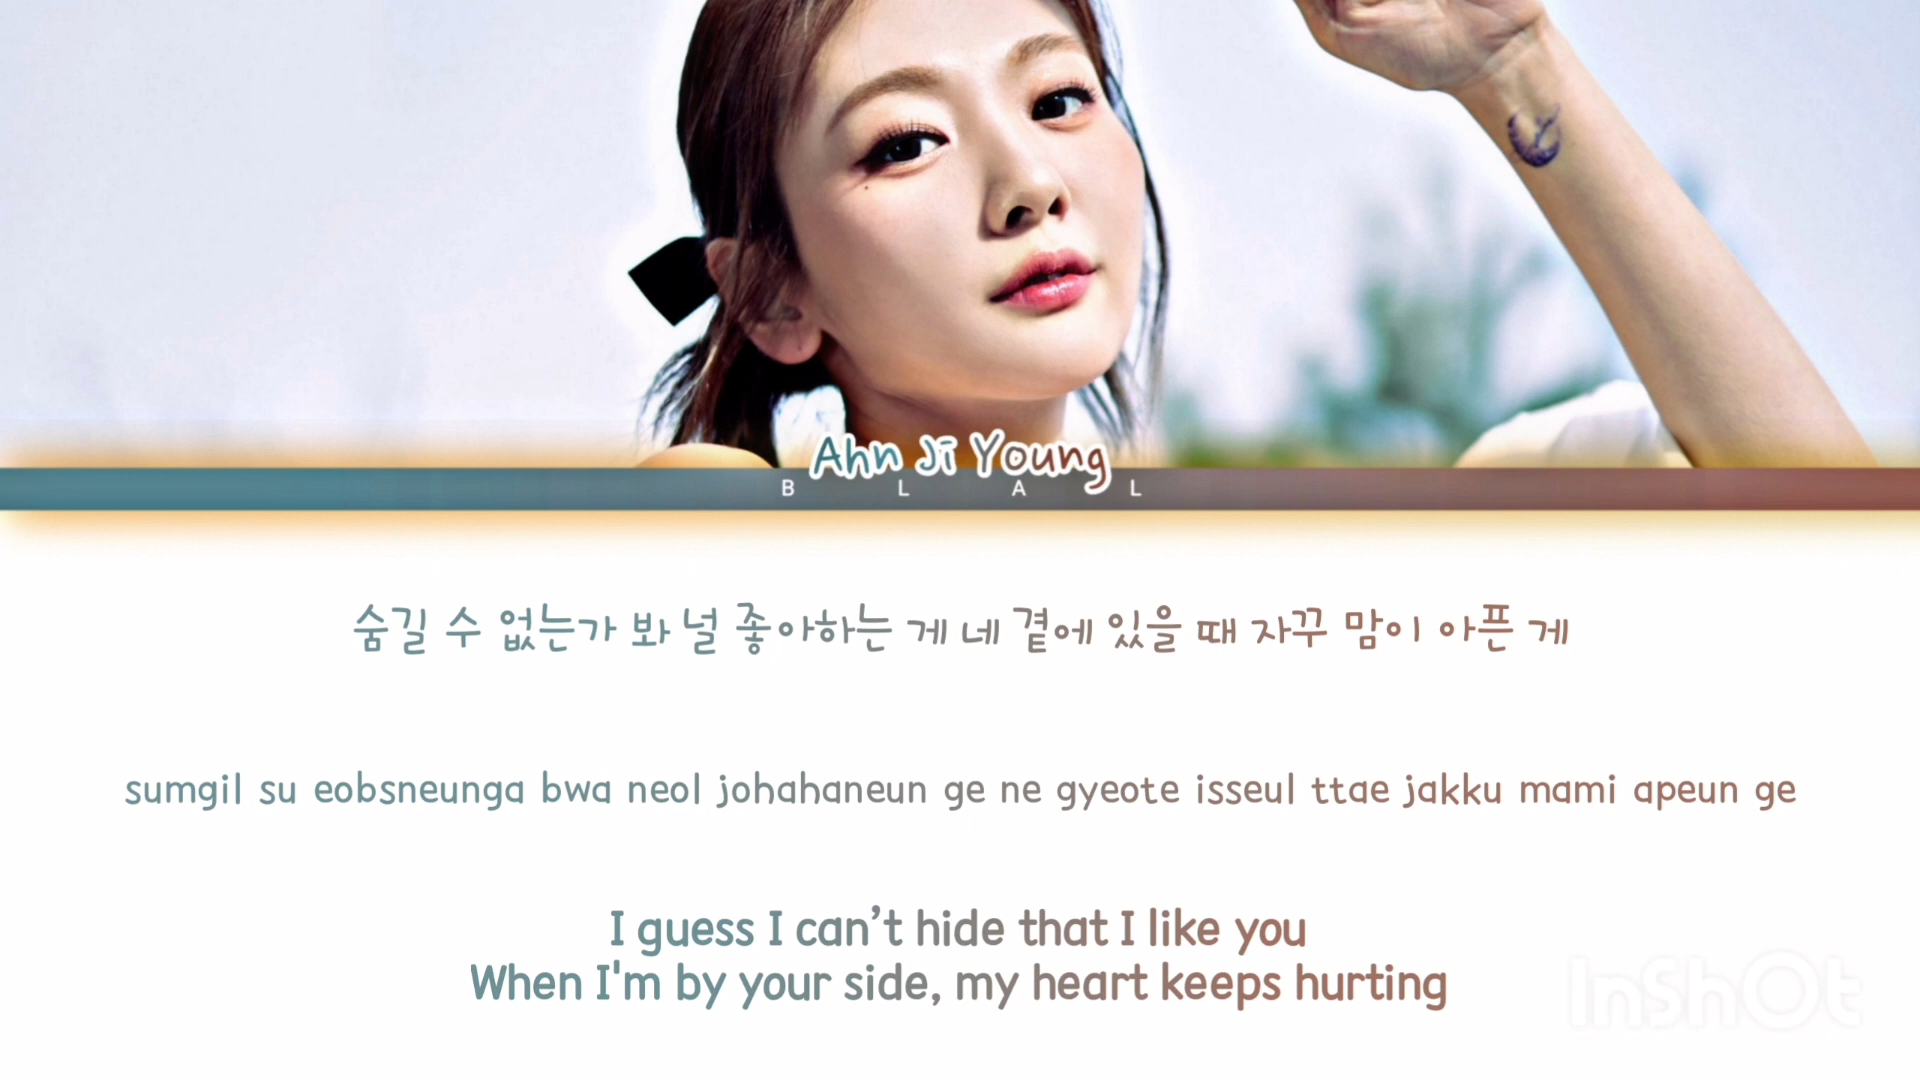 Ahn Ji Young
B L A L
숨길 수 없는가 봐 널 좋아하는 게 네 곁에 있을 때 자꾸 맘이 아픈 게
sumgil su eobsneunga bwa neol johahaneun ge ne gyeote isseul ttae jakku mami apeun ge
I guess I can’t hide that I like you
When I'm by your side, my heart keeps hurting
InShOt